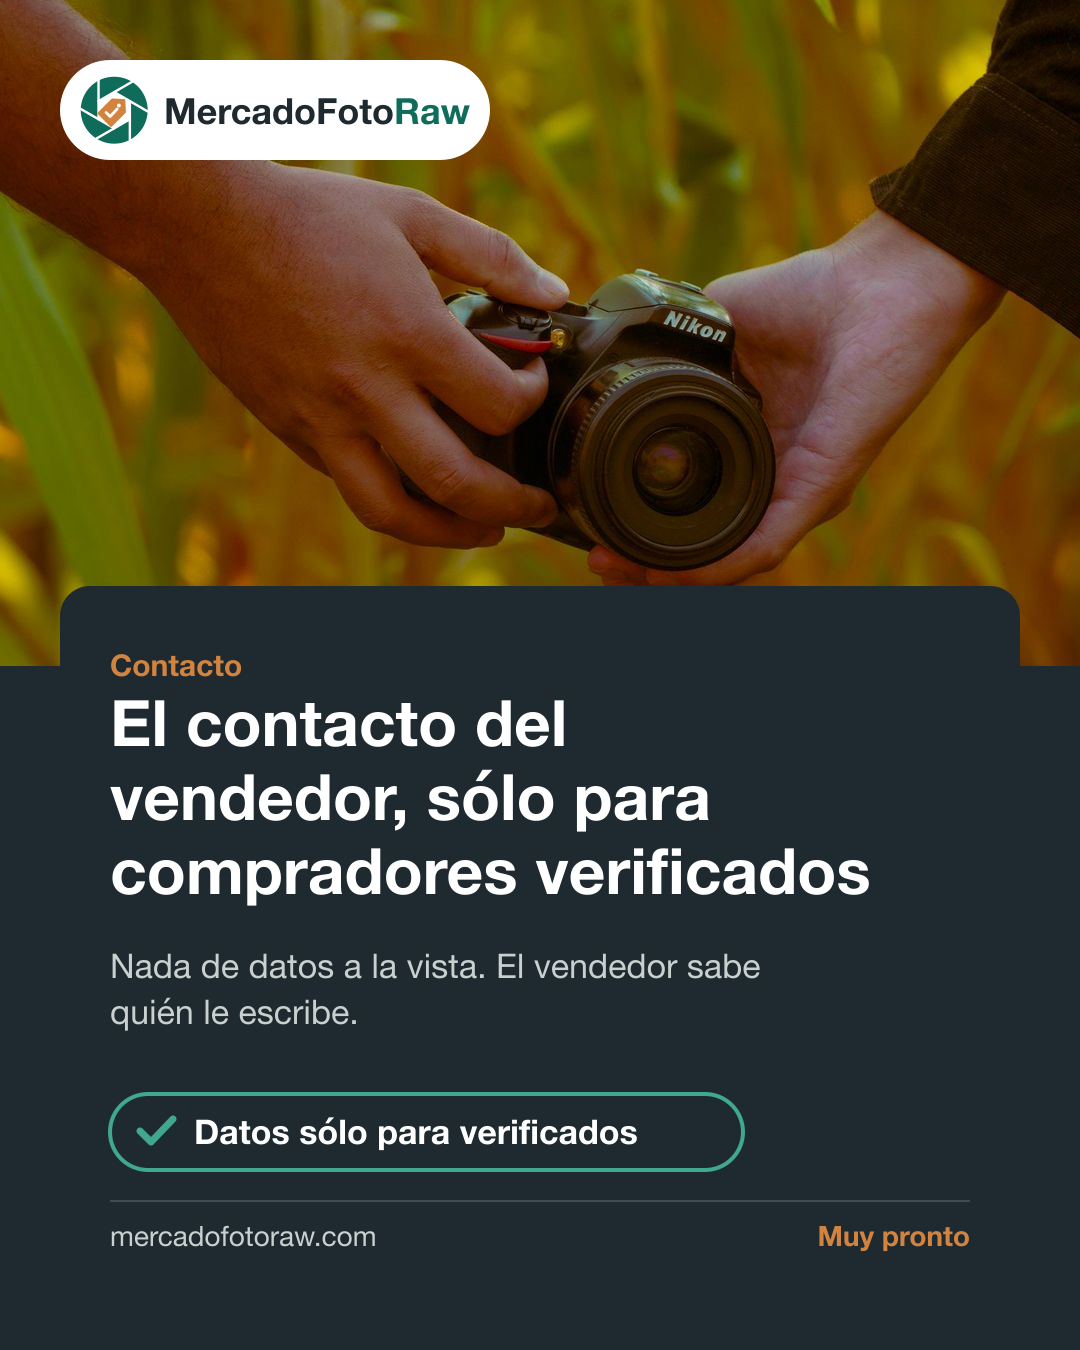 MercadoFotoRaw
Nikon
Contacto
El contacto del
vendedor, sólo para
compradores verificados
Nada de datos a la vista. El vendedor sabe
quién le escribe.
Datos sólo para verificados
mercadofotoraw.com
Muy pronto